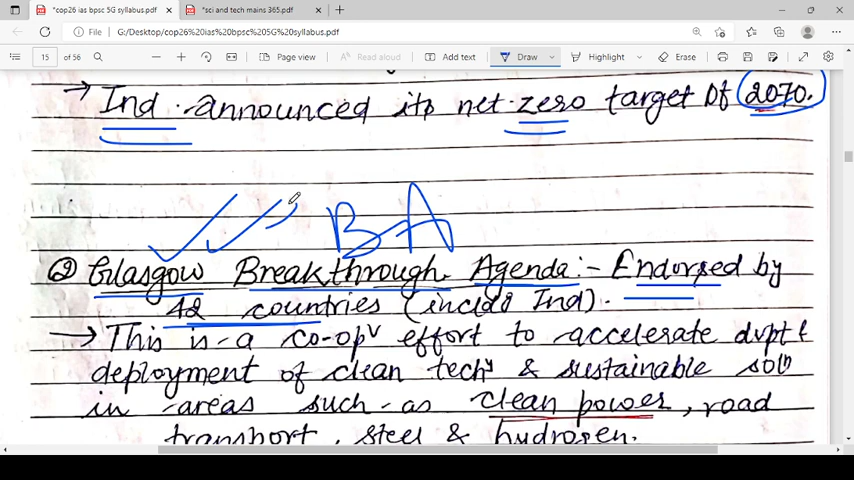 *cop26 ias bpsc 5G syllabus.pdf
*sci and tech mains 365.pdf
File
G:/Desktop/cop26%20ias%20bpsc%205G%20syllabus.pdf
15 of 56
Page view
Read aloud
Add text
Draw
Highlight
Erase
→ Ind. announced its net-zero target Of 2070.
BA
② Glasgow Breakthrough Agenda:- Endorsed by
42 countries (includ Ind).
→ This is a co-opv effort to accelerate dvpt &
deployment of clean techy & sustainable soln
in areas such as clean power, road
transport, steel & hydrogen.